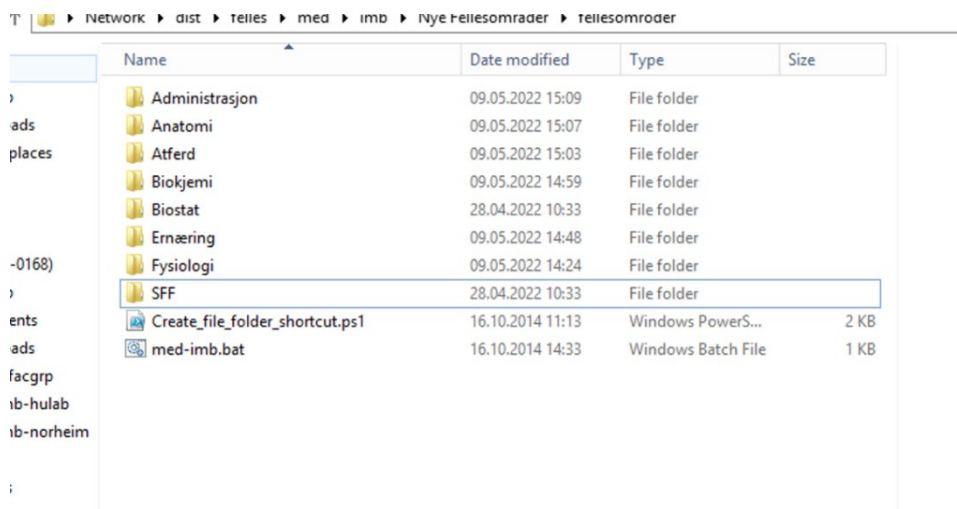 Network dist felles med imb Nye Fellesområder fellesomroder
Name Date modified Type Size
Administrasjon 09.05.2022 15:09 File folder
ads Anatomi 09.05.2022 15:07 File folder
places Atferd 09.05.2022 15:03 File folder
Biokjemi 09.05.2022 14:59 File folder
Biostat 28.04.2022 10:33 File folder
Ernæring 09.05.2022 14:48 File folder
-0168) Fysiologi 09.05.2022 14:24 File folder
SFF 28.04.2022 10:33 File folder
ents Create_file_folder_shortcut.ps1 16.10.2014 11:13 Windows PowerS... 2 KB
ads med-imb.bat 16.10.2014 14:33 Windows Batch File 1 KB
facgrp
ib-hulab
ib-norheim